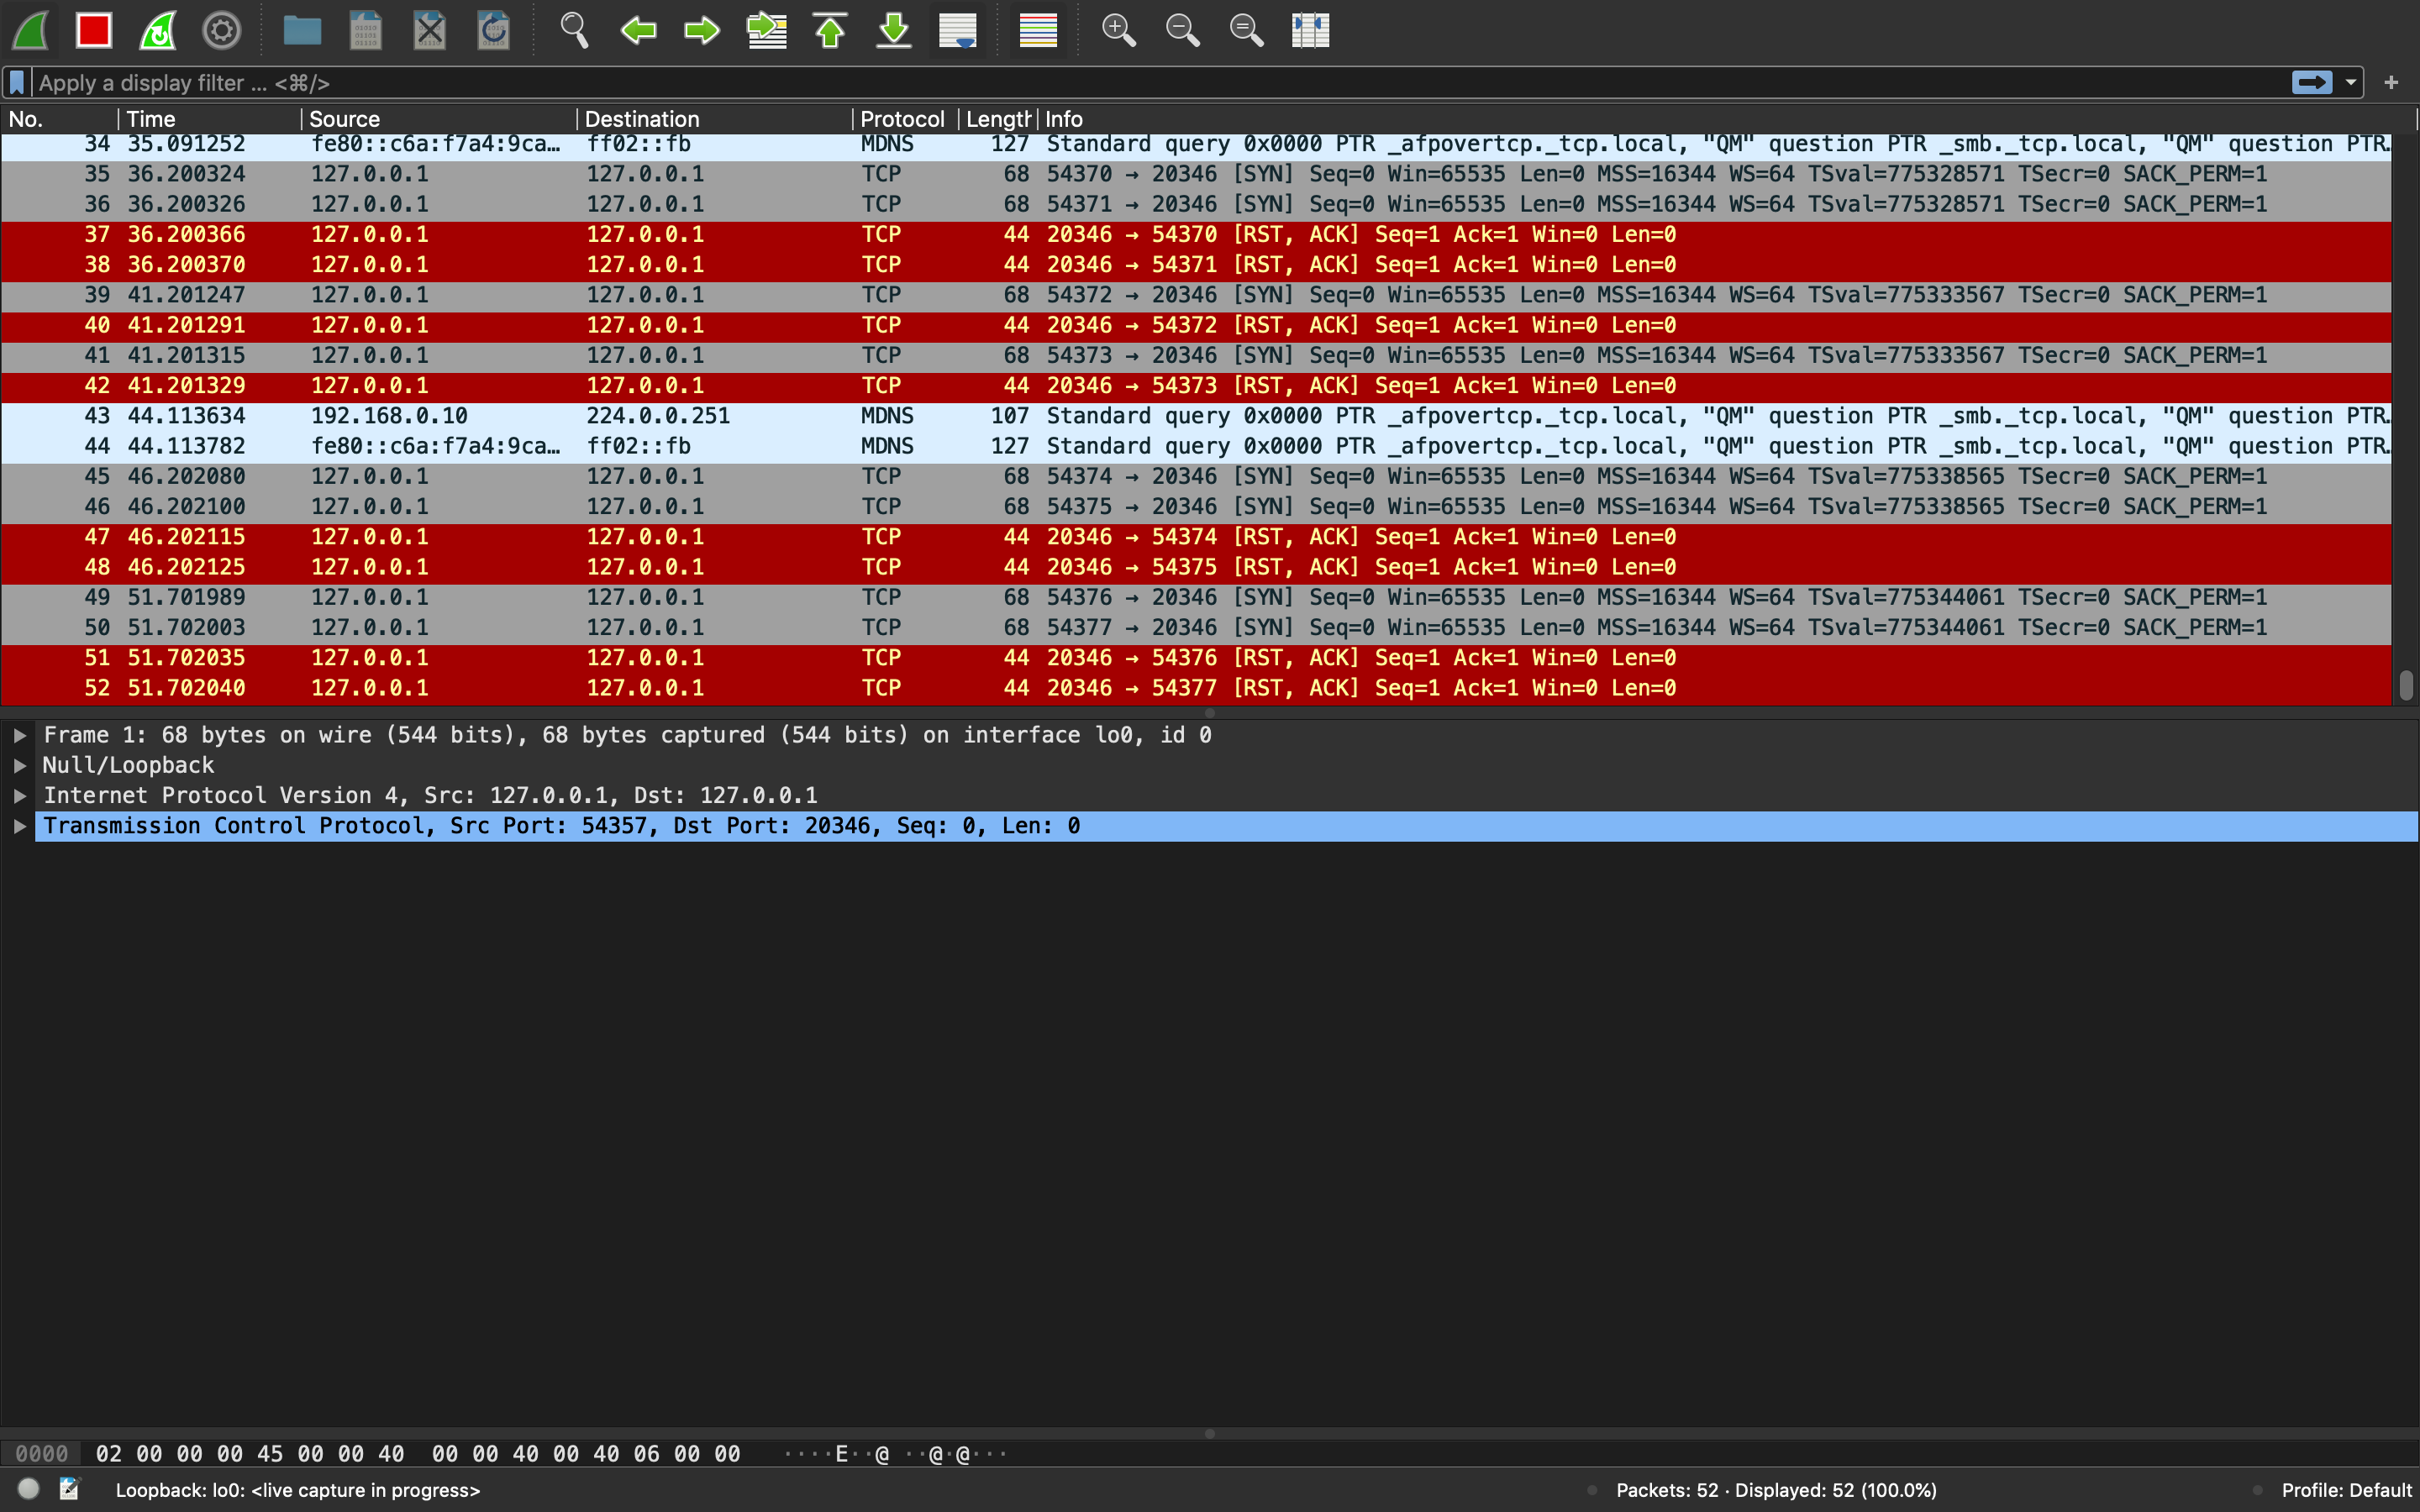 Apply a display filter ... <⌘/>
No. Time Source Destination Protocol Length Info
34 35.091252 fe80::c6a:f7a4:9ca… ff02::fb MDNS 127 Standard query 0x0000 PTR _afpovertcp._tcp.local, "QM" question PTR _smb._tcp.local, "QM" question PTR…
35 36.200324 127.0.0.1 127.0.0.1 TCP 68 54370 → 20346 [SYN] Seq=0 Win=65535 Len=0 MSS=16344 WS=64 TSval=775328571 TSecr=0 SACK_PERM=1
36 36.200326 127.0.0.1 127.0.0.1 TCP 68 54371 → 20346 [SYN] Seq=0 Win=65535 Len=0 MSS=16344 WS=64 TSval=775328571 TSecr=0 SACK_PERM=1
37 36.200366 127.0.0.1 127.0.0.1 TCP 44 20346 → 54370 [RST, ACK] Seq=1 Ack=1 Win=0 Len=0
38 36.200370 127.0.0.1 127.0.0.1 TCP 44 20346 → 54371 [RST, ACK] Seq=1 Ack=1 Win=0 Len=0
39 41.201247 127.0.0.1 127.0.0.1 TCP 68 54372 → 20346 [SYN] Seq=0 Win=65535 Len=0 MSS=16344 WS=64 TSval=775333567 TSecr=0 SACK_PERM=1
40 41.201291 127.0.0.1 127.0.0.1 TCP 44 20346 → 54372 [RST, ACK] Seq=1 Ack=1 Win=0 Len=0
41 41.201315 127.0.0.1 127.0.0.1 TCP 68 54373 → 20346 [SYN] Seq=0 Win=65535 Len=0 MSS=16344 WS=64 TSval=775333567 TSecr=0 SACK_PERM=1
42 41.201329 127.0.0.1 127.0.0.1 TCP 44 20346 → 54373 [RST, ACK] Seq=1 Ack=1 Win=0 Len=0
43 44.113634 192.168.0.10 224.0.0.251 MDNS 107 Standard query 0x0000 PTR _afpovertcp._tcp.local, "QM" question PTR _smb._tcp.local, "QM" question PTR…
44 44.113782 fe80::c6a:f7a4:9ca… ff02::fb MDNS 127 Standard query 0x0000 PTR _afpovertcp._tcp.local, "QM" question PTR _smb._tcp.local, "QM" question PTR…
45 46.202080 127.0.0.1 127.0.0.1 TCP 68 54374 → 20346 [SYN] Seq=0 Win=65535 Len=0 MSS=16344 WS=64 TSval=775338565 TSecr=0 SACK_PERM=1
46 46.202100 127.0.0.1 127.0.0.1 TCP 68 54375 → 20346 [SYN] Seq=0 Win=65535 Len=0 MSS=16344 WS=64 TSval=775338565 TSecr=0 SACK_PERM=1
47 46.202115 127.0.0.1 127.0.0.1 TCP 44 20346 → 54374 [RST, ACK] Seq=1 Ack=1 Win=0 Len=0
48 46.202125 127.0.0.1 127.0.0.1 TCP 44 20346 → 54375 [RST, ACK] Seq=1 Ack=1 Win=0 Len=0
49 51.701989 127.0.0.1 127.0.0.1 TCP 68 54376 → 20346 [SYN] Seq=0 Win=65535 Len=0 MSS=16344 WS=64 TSval=775344061 TSecr=0 SACK_PERM=1
50 51.702003 127.0.0.1 127.0.0.1 TCP 68 54377 → 20346 [SYN] Seq=0 Win=65535 Len=0 MSS=16344 WS=64 TSval=775344061 TSecr=0 SACK_PERM=1
51 51.702035 127.0.0.1 127.0.0.1 TCP 44 20346 → 54376 [RST, ACK] Seq=1 Ack=1 Win=0 Len=0
52 51.702040 127.0.0.1 127.0.0.1 TCP 44 20346 → 54377 [RST, ACK] Seq=1 Ack=1 Win=0 Len=0
Frame 1: 68 bytes on wire (544 bits), 68 bytes captured (544 bits) on interface lo0, id 0
Null/Loopback
Internet Protocol Version 4, Src: 127.0.0.1, Dst: 127.0.0.1
Transmission Control Protocol, Src Port: 54357, Dst Port: 20346, Seq: 0, Len: 0
0000 02 00 00 00 45 00 00 40 00 00 40 00 40 06 00 00 ····E··@ ··@·@···
Loopback: lo0: <live capture in progress> Packets: 52 · Displayed: 52 (100.0%) Profile: Default